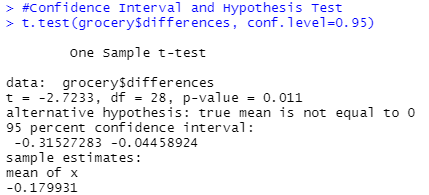 > #Confidence Interval and Hypothesis Test
> t.test(grocery$differences, conf.level=0.95)
One Sample t-test
data:  grocery$differences
t = -2.7233, df = 28, p-value = 0.011
alternative hypothesis: true mean is not equal to 0
95 percent confidence interval:
-0.31527283 -0.04458924
sample estimates:
mean of x
-0.179931